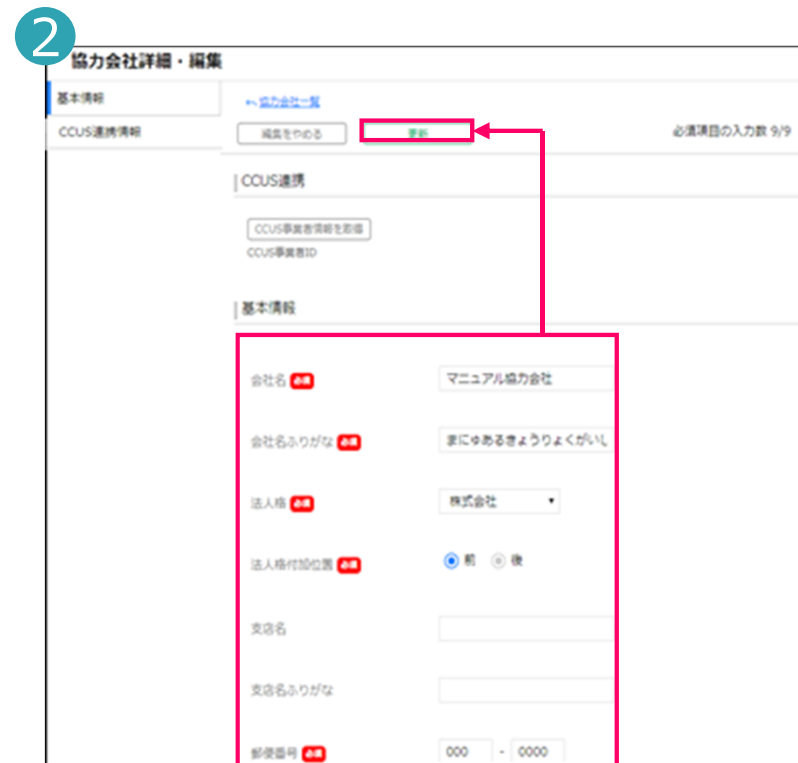 2
協力会社詳細・編集
基本情報
CCUS連携情報
協力会社一覧
編集をやめる
更新
必須項目の入力数 9/9
CCUS連携
CCUS事業者情報を取得
CCUS事業者ID
基本情報
会社名 必須
マニュアル協力会社
会社名ふりがな 必須
まにゅあるきょうりょくがいし
法人格 必須
株式会社
法人格付加位置 必須
前 後
支店名
支店名ふりがな
郵便番号 必須
000 - 0000